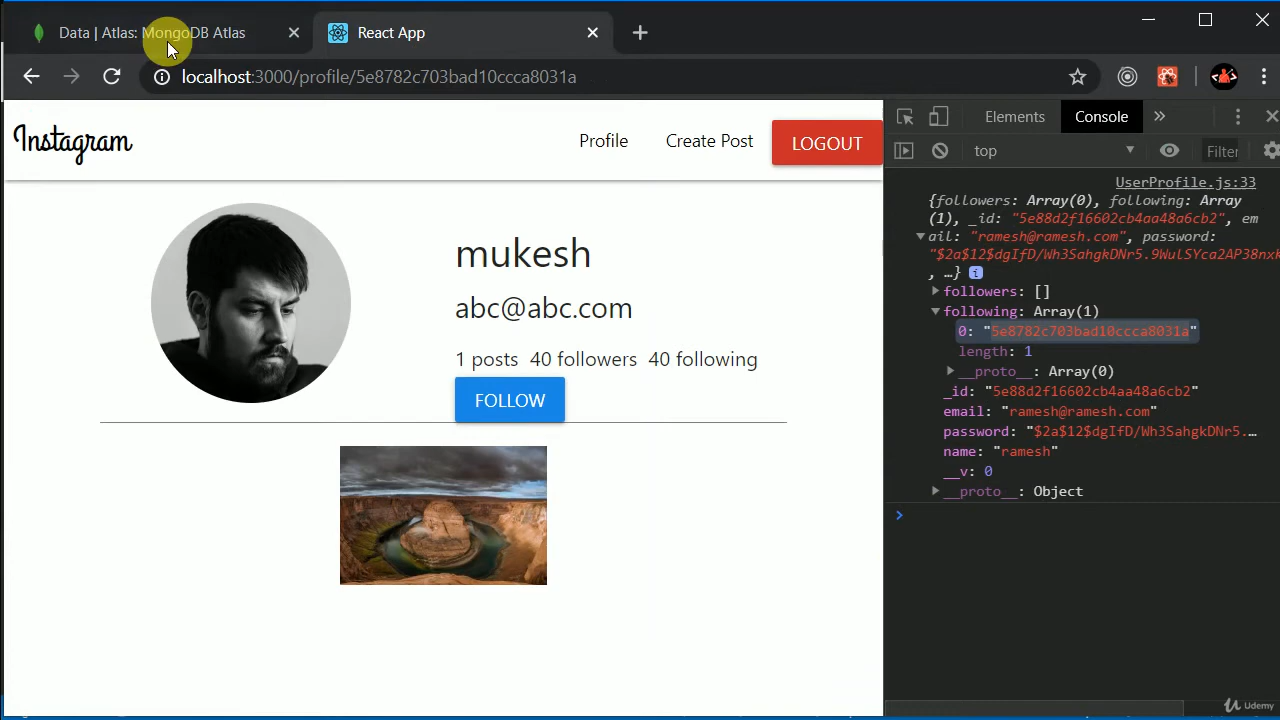 Data | Atlas: MongoDB Atlas
React App
localhost:3000/profile/5e8782c703bad10ccca8031a
Instagram
Profile
Create Post
LOGOUT
mukesh
abc@abc.com
1 posts 40 followers 40 following
FOLLOW
Elements
Console
top
Filter
UserProfile.js:33
{followers: Array(0), following: Array
(1), _id: "5e88d2f16602cb4aa48a6cb2", em
ail: "ramesh@ramesh.com", password:
"$2a$12$dgIfD/Wh3SahgkDNr5.9WulSYca2AP38nxk
, …}
followers: []
following: Array(1)
0: "5e8782c703bad10ccca8031a"
length: 1
__proto__: Array(0)
_id: "5e88d2f16602cb4aa48a6cb2"
email: "ramesh@ramesh.com"
password: "$2a$12$dgIfD/Wh3SahgkDNr5.…
name: "ramesh"
__v: 0
__proto__: Object
Udemy